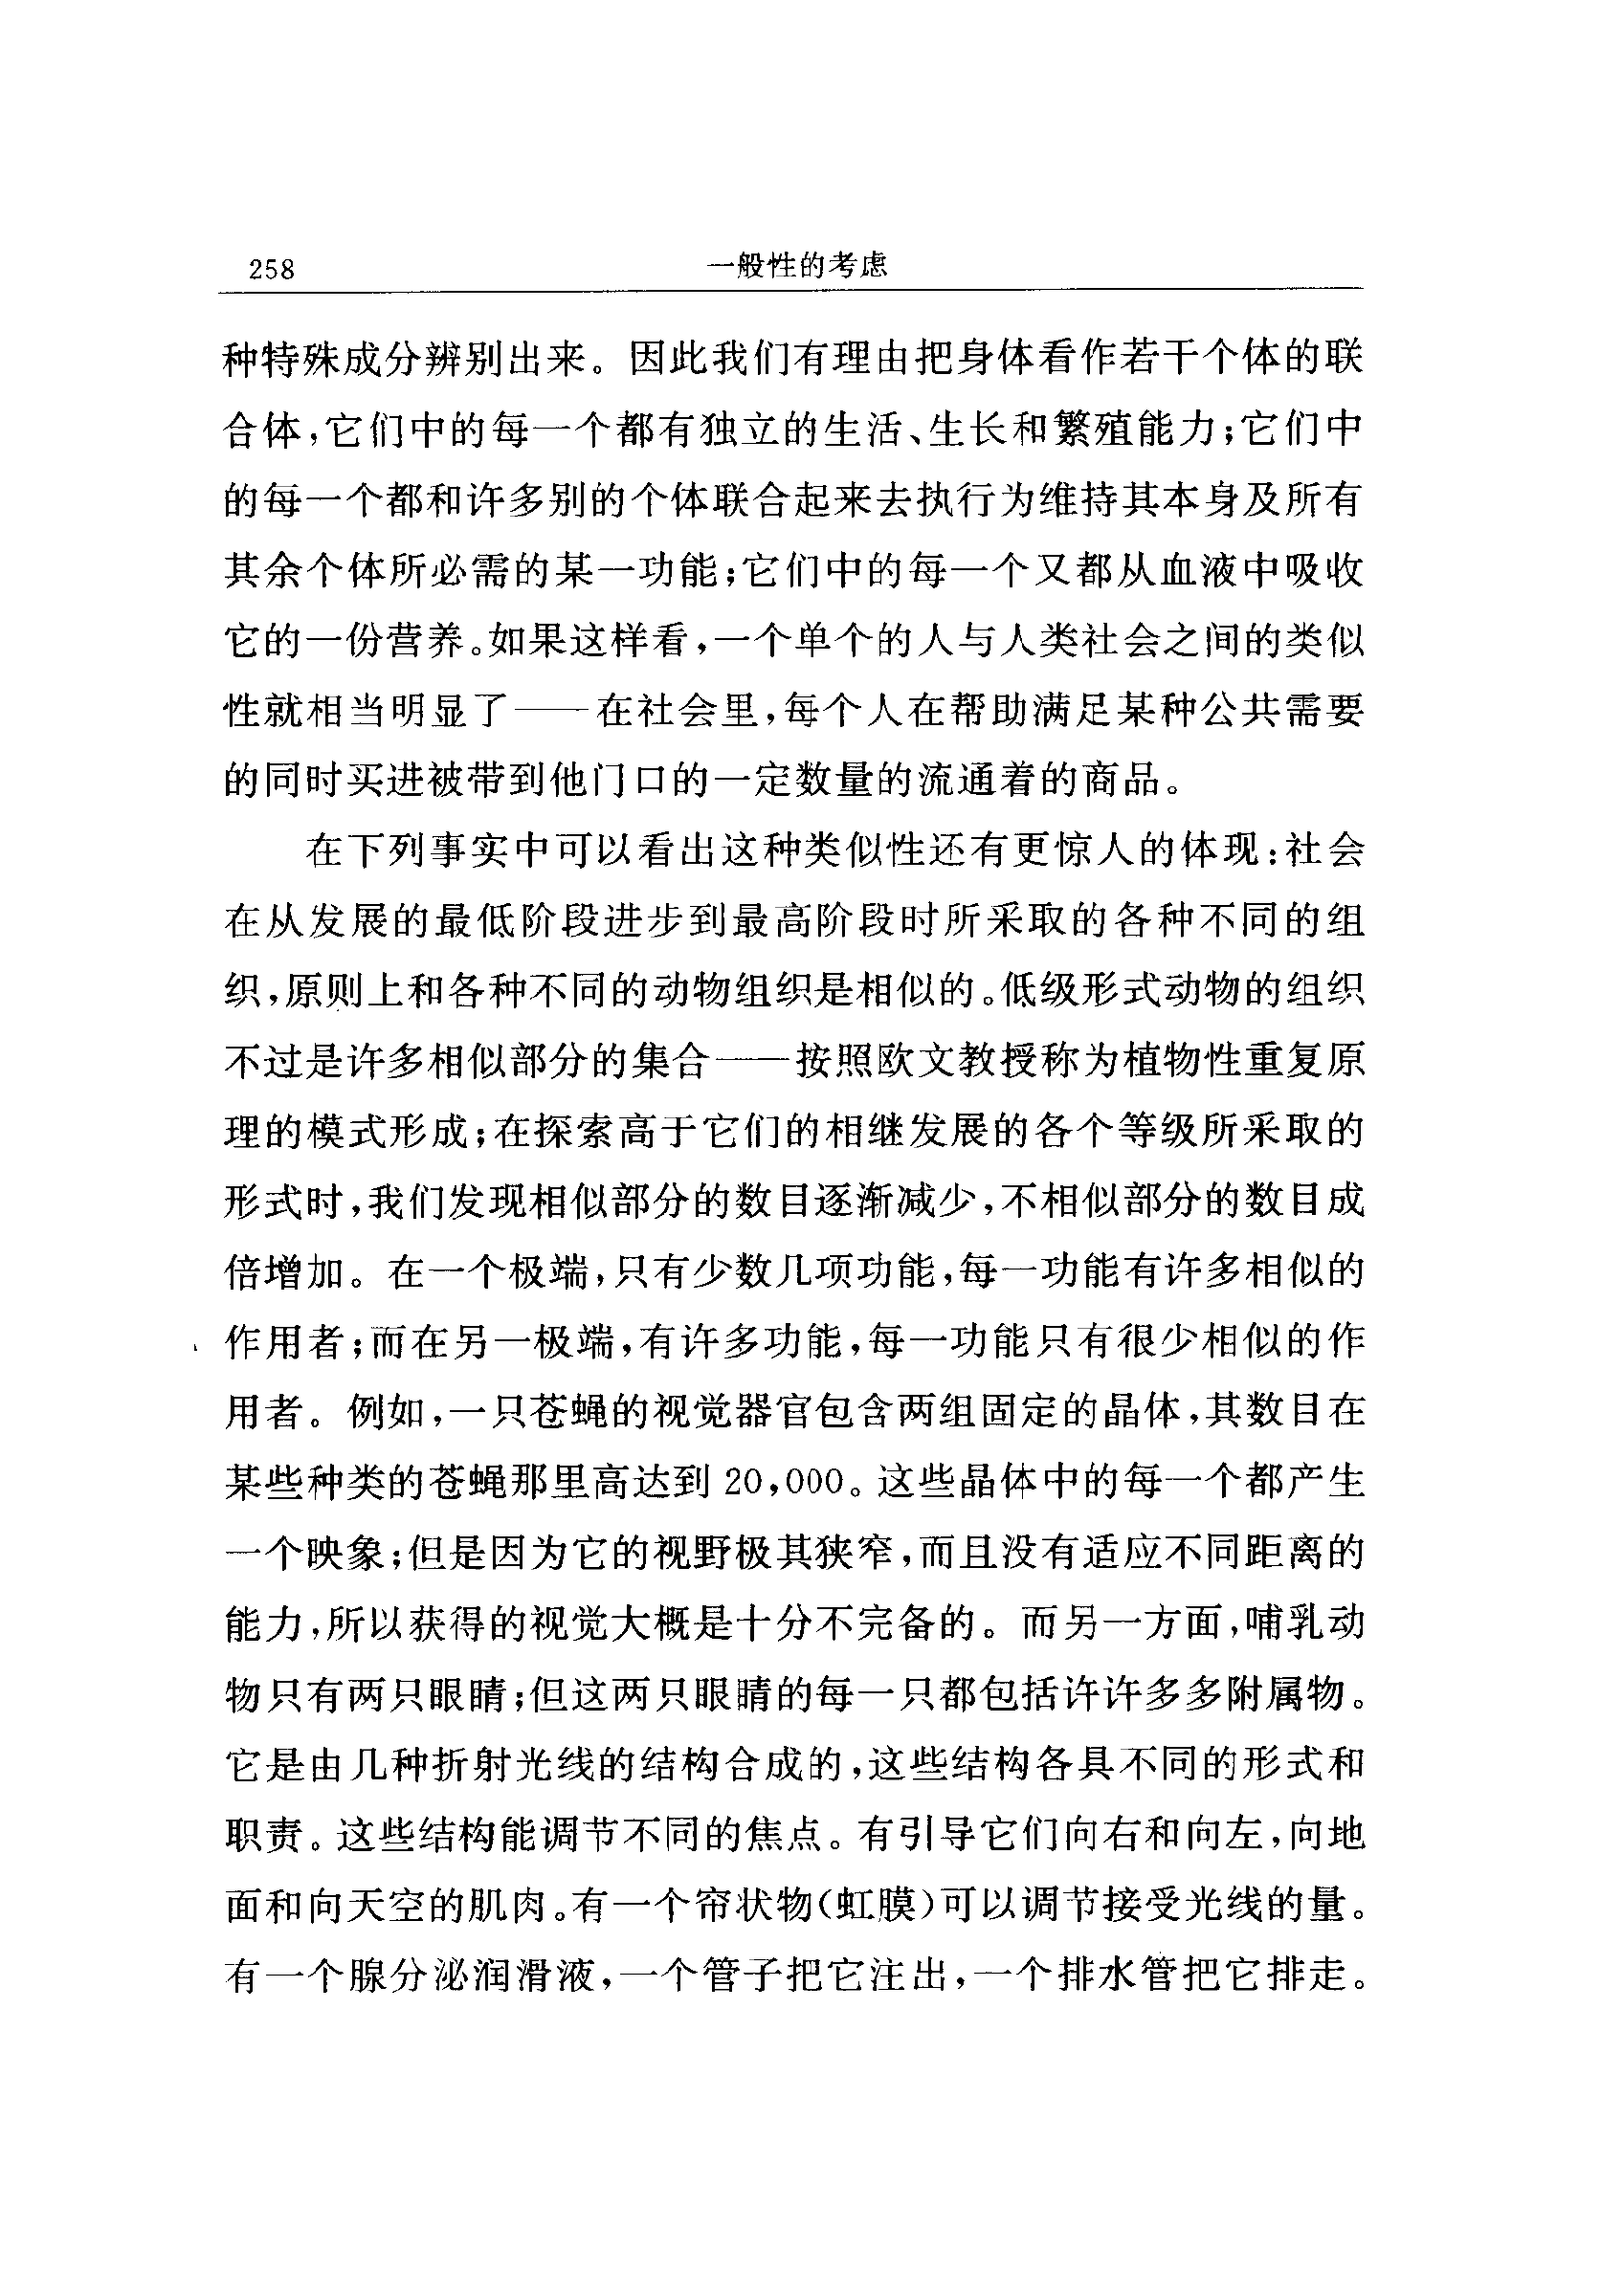 258
一般性的考虑
种特殊成分辨别出来。因此我们有理由把身体看作若干个体的联
合体,它们中的每一个都有独立的生活、生长和繁殖能力;它们中
的每一个都和许多别的个体联合起来去执行为维持其本身及所有
其余个体所必需的某一功能;它们中的每一个又都从血液中吸收
它的一份营养。如果这样看,一个单个的人与人类社会之间的类似
性就相当明显了——在社会里,每个人在帮助满足某种公共需要
的同时买进被带到他门口的一定数量的流通着的商品。
在下列事实中可以看出这种类似性还有更惊人的体现:社会
在从发展的最低阶段进步到最高阶段时所采取的各种不同的组
织,原则上和各种不同的动物组织是相似的。低级形式动物的组织
不过是许多相似部分的集合——按照欧文教授称为植物性重复原
理的模式形成;在探索高于它们的相继发展的各个等级所采取的
形式时,我们发现相似部分的数目逐渐减少,不相似部分的数目成
倍增加。在一个极端,只有少数几项功能,每一功能有许多相似的
作用者;而在另一极端,有许多功能,每一功能只有很少相似的作
用者。例如,一只苍蝇的视觉器官包含两组固定的晶体,其数目在
某些种类的苍蝇那里高达到 20,000。这些晶体中的每一个都产生
一个映象;但是因为它的视野极其狭窄,而且没有适应不同距离的
能力,所以获得的视觉大概是十分不完备的。而另一方面,哺乳动
物只有两只眼睛;但这两只眼睛的每一只都包括许许多多附属物。
它是由几种折射光线的结构合成的,这些结构各具不同的形式和
职责。这些结构能调节不同的焦点。有引导它们向右和向左,向地
面和向天空的肌肉。有一个帘状物(虹膜)可以调节接受光线的量。
有一个腺分泌润滑液,一个管子把它注出,一个排水管把它排走。